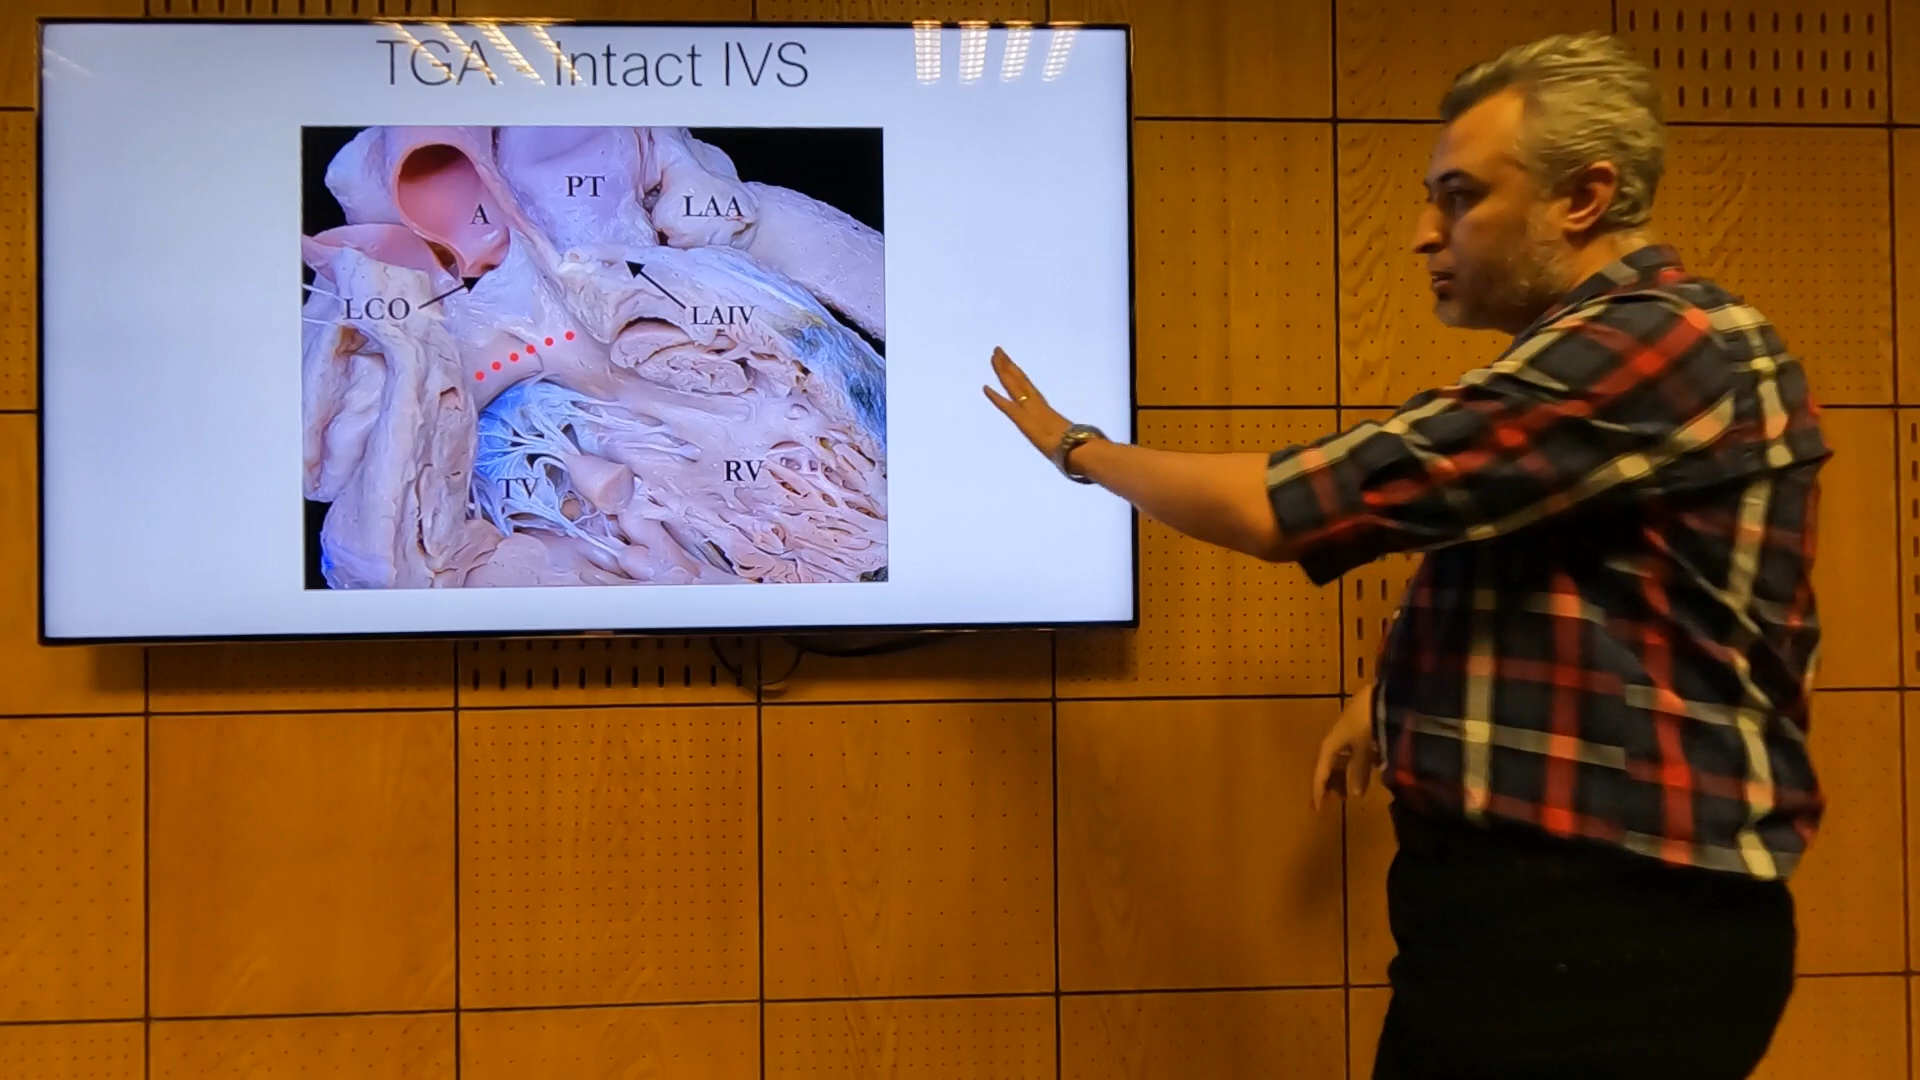 TGA - Intact IVS
PT
A
LAA
LCO
LAIV
RV
TV